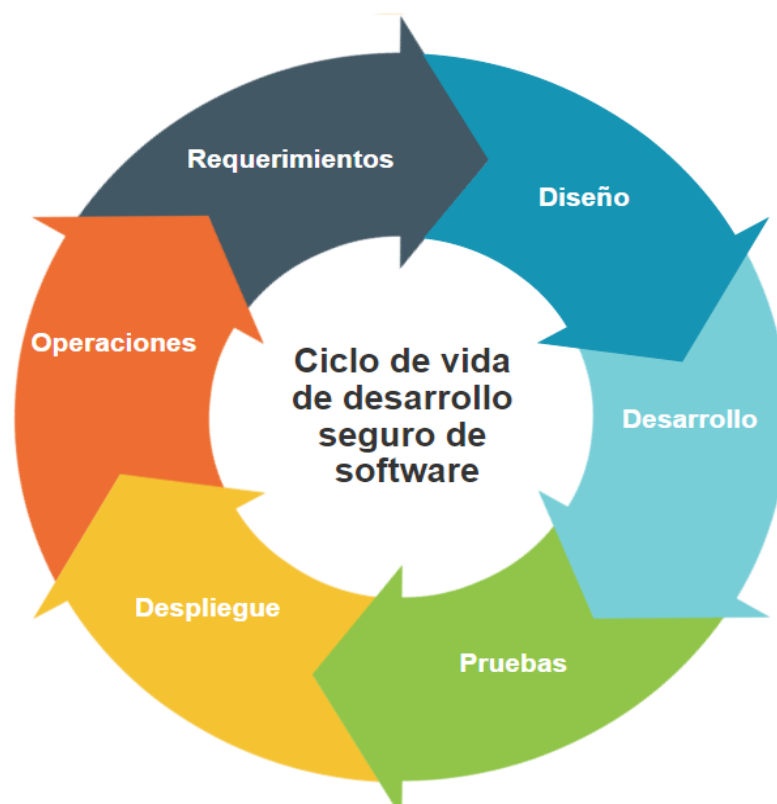 Requerimientos
Diseño
Operaciones
Ciclo de vida
de desarrollo
seguro de
software
Desarrollo
Despliegue
Pruebas